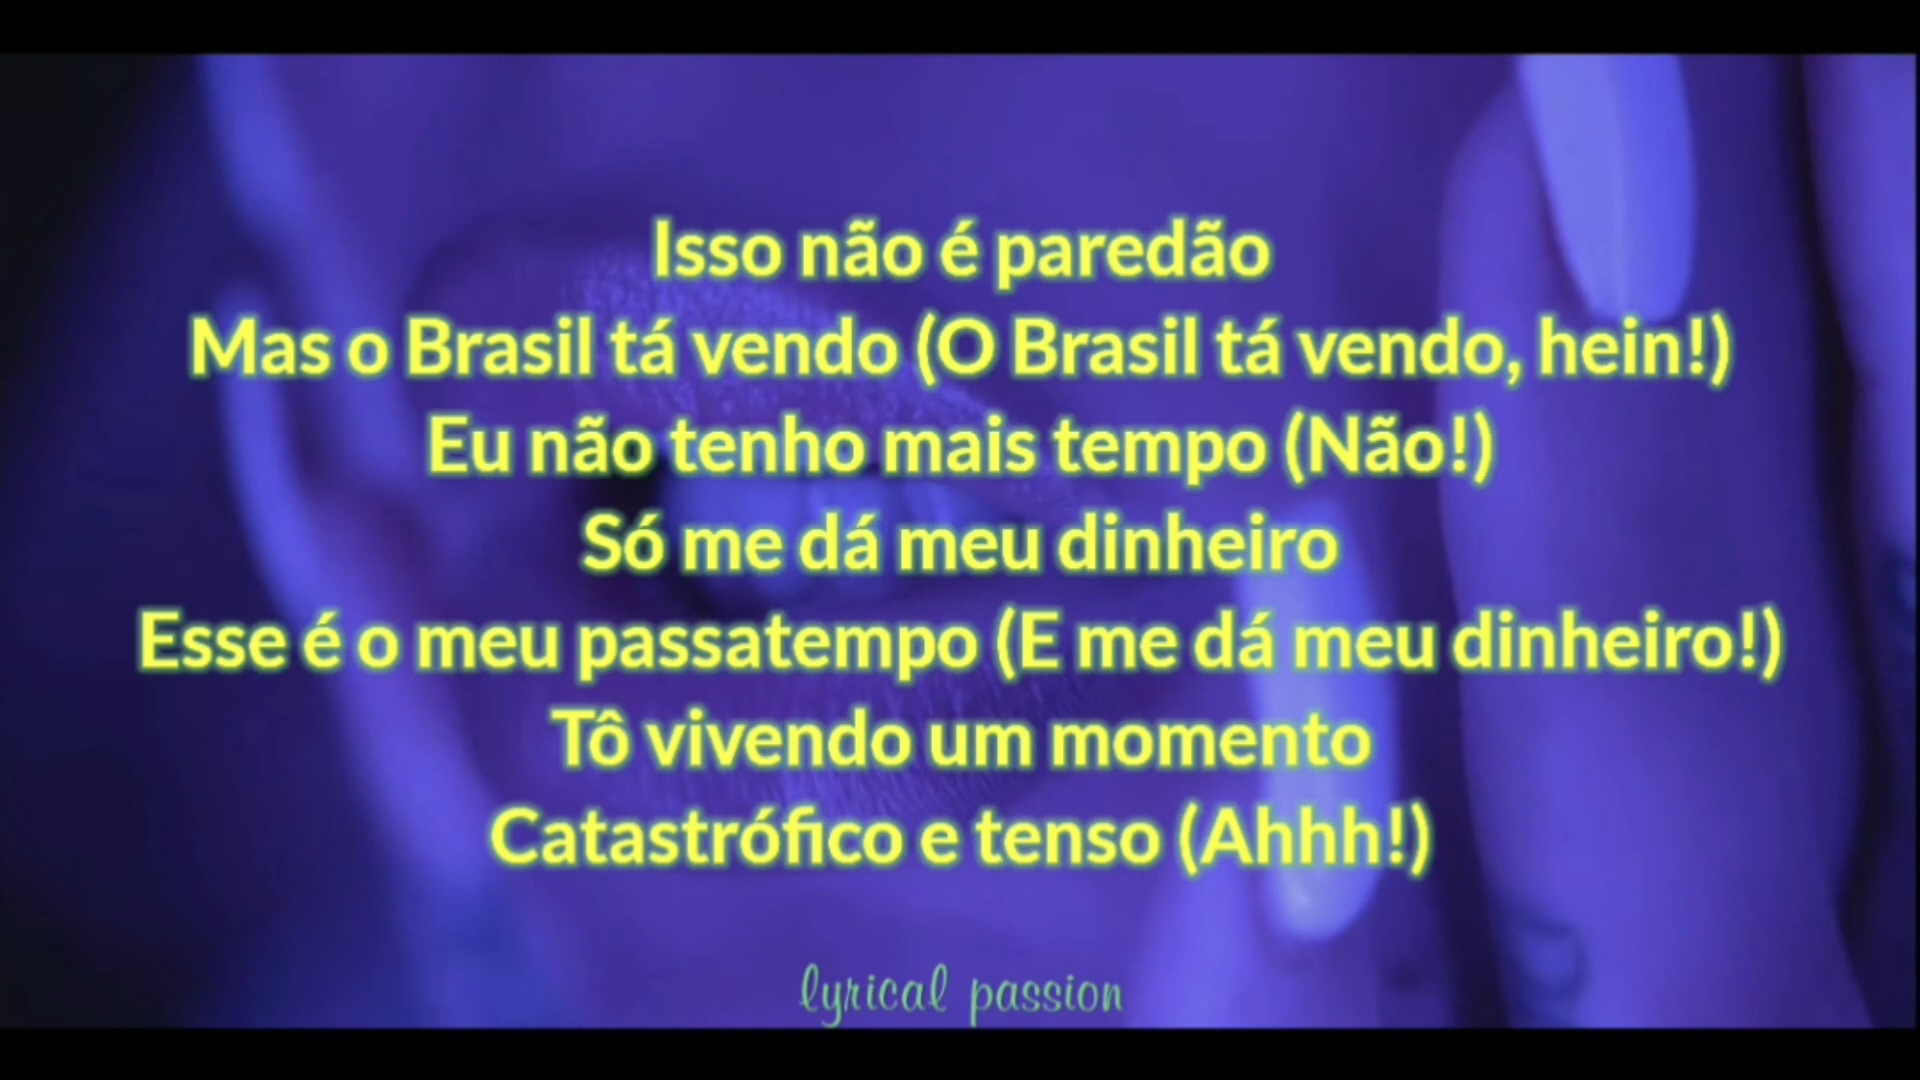 Isso não é paredão
Mas o Brasil tá vendo (O Brasil tá vendo, hein!)
Eu não tenho mais tempo (Não!)
Só me dá meu dinheiro
Esse é o meu passatempo (E me dá meu dinheiro!)
Tô vivendo um momento
Catastrófico e tenso (Ahhh!)
lyrical passion